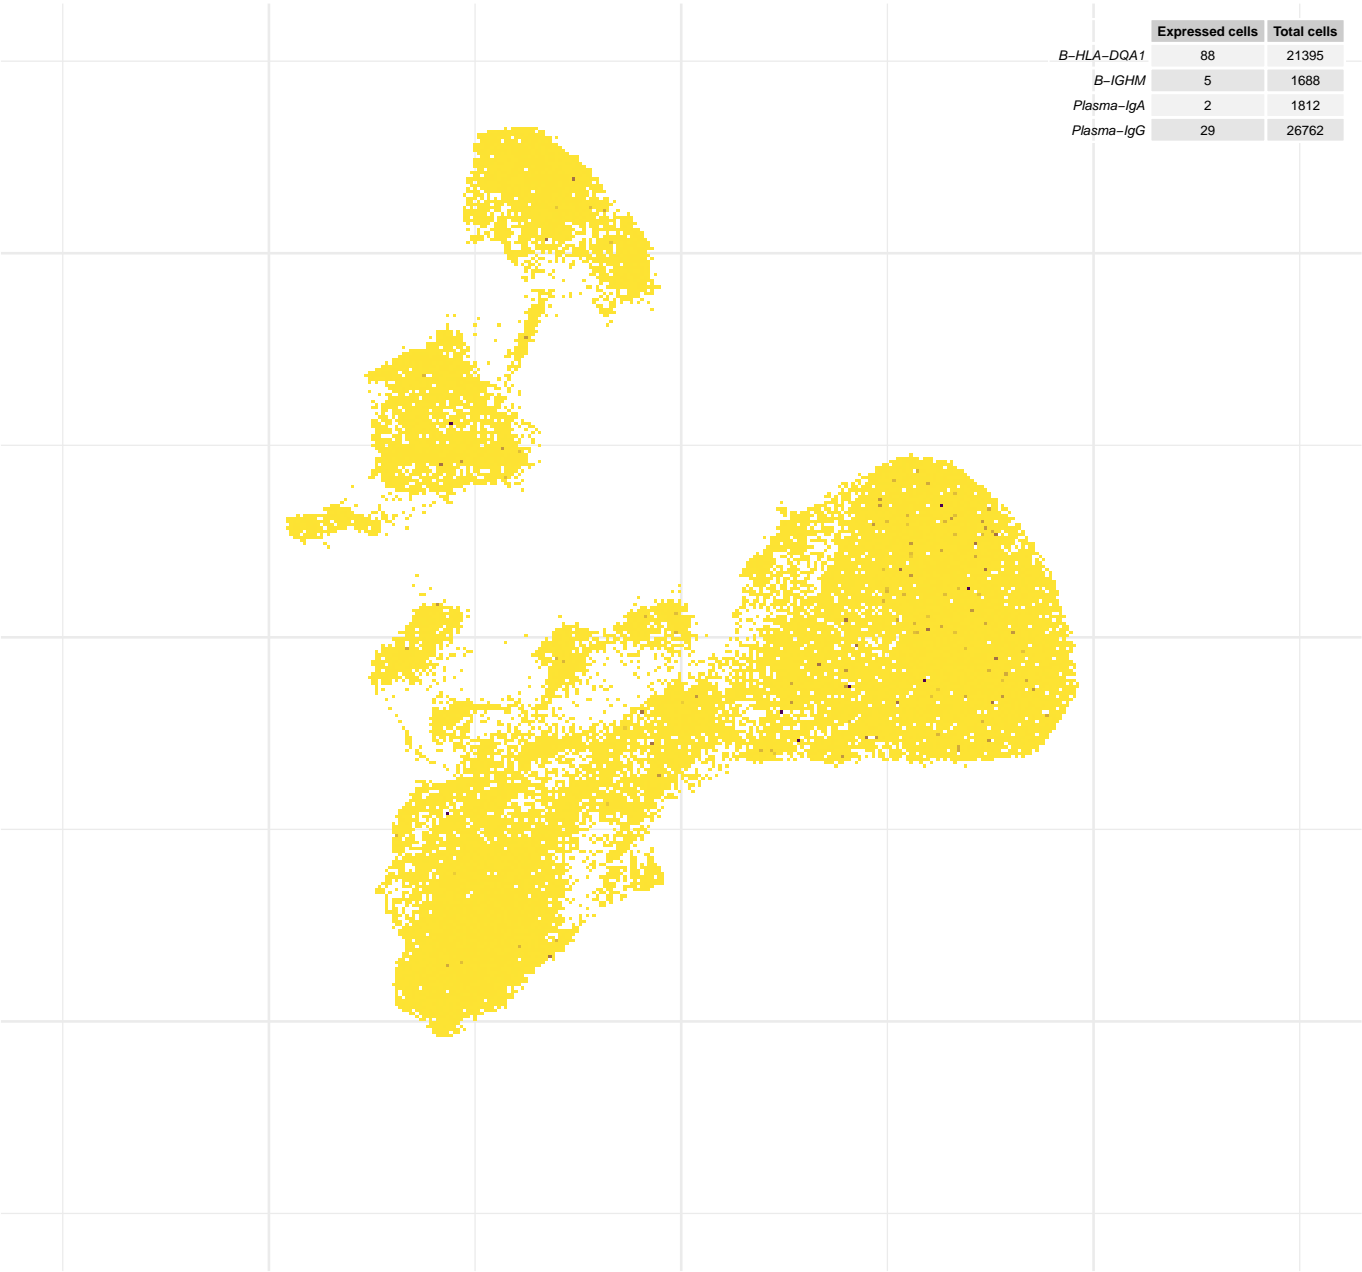 Expressed cells Total cells
B−HLA−DQA1 88 21395
B−IGHM 5 1688
Plasma−IgA 2 1812
Plasma−IgG 29 26762